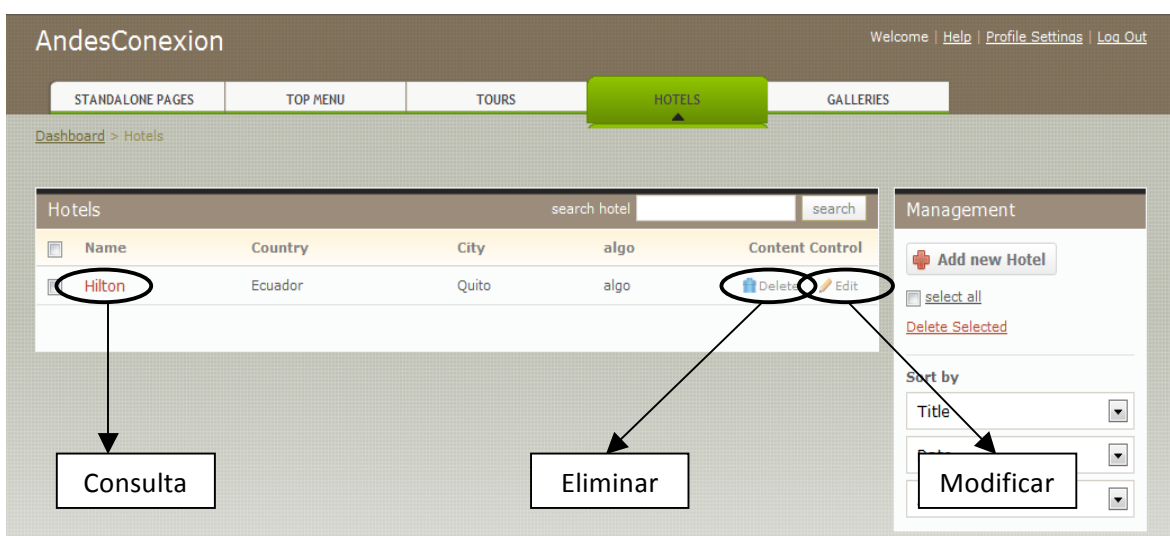 AndesConexion
Welcome | Help | Profile Settings | Log Out
STANDALONE PAGES TOP MENU TOURS HOTELS GALLERIES
Dashboard > Hotels
Hotels search hotel search
Name Country City algo Content Control
Hilton Ecuador Quito algo Delete Edit
Management
Add new Hotel
select all
Delete Selected
Sort by
Title
Consulta
Eliminar
Modificar